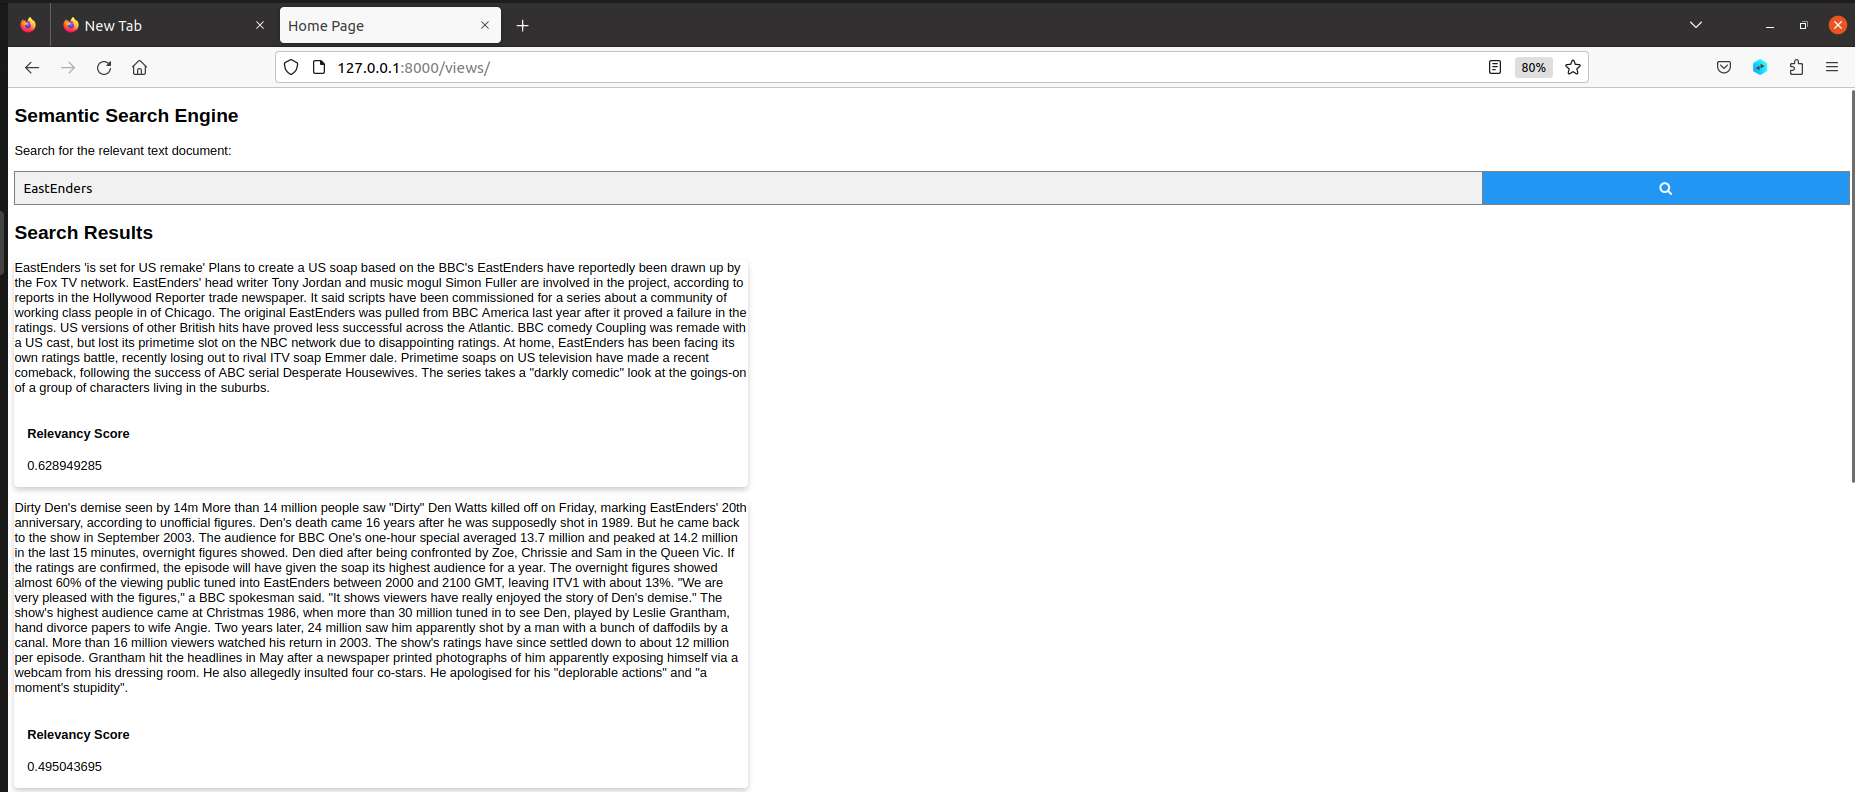 New Tab
Home Page
127.0.0.1:8000/views/
80%
Semantic Search Engine
Search for the relevant text document:
EastEnders
Search Results
EastEnders 'is set for US remake' Plans to create a US soap based on the BBC's EastEnders have reportedly been drawn up by
the Fox TV network. EastEnders' head writer Tony Jordan and music mogul Simon Fuller are involved in the project, according to
reports in the Hollywood Reporter trade newspaper. It said scripts have been commissioned for a series about a community of
working class people in of Chicago. The original EastEnders was pulled from BBC America last year after it proved a failure in the
ratings. US versions of other British hits have proved less successful across the Atlantic. BBC comedy Coupling was remade with
a US cast, but lost its primetime slot on the NBC network due to disappointing ratings. At home, EastEnders has been facing its
own ratings battle, recently losing out to rival ITV soap Emmer dale. Primetime soaps on US television have made a recent
comeback, following the success of ABC serial Desperate Housewives. The series takes a "darkly comedic" look at the goings-on
of a group of characters living in the suburbs.
Relevancy Score
0.628949285
Dirty Den's demise seen by 14m More than 14 million people saw "Dirty" Den Watts killed off on Friday, marking EastEnders' 20th
anniversary, according to unofficial figures. Den's death came 16 years after he was supposedly shot in 1989. But he came back
to the show in September 2003. The audience for BBC One's one-hour special averaged 13.7 million and peaked at 14.2 million
in the last 15 minutes, overnight figures showed. Den died after being confronted by Zoe, Chrissie and Sam in the Queen Vic. If
the ratings are confirmed, the episode will have given the soap its highest audience for a year. The overnight figures showed
almost 60% of the viewing public tuned into EastEnders between 2000 and 2100 GMT, leaving ITV1 with about 13%. "We are
very pleased with the figures," a BBC spokesman said. "It shows viewers have really enjoyed the story of Den's demise." The
show's highest audience came at Christmas 1986, when more than 30 million tuned in to see Den, played by Leslie Grantham,
hand divorce papers to wife Angie. Two years later, 24 million saw him apparently shot by a man with a bunch of daffodils by a
canal. More than 16 million viewers watched his return in 2003. The show's ratings have since settled down to about 12 million
per episode. Grantham hit the headlines in May after a newspaper printed photographs of him apparently exposing himself via a
webcam from his dressing room. He also allegedly insulted four co-stars. He apologised for his "deplorable actions" and "a
moment's stupidity".
Relevancy Score
0.495043695